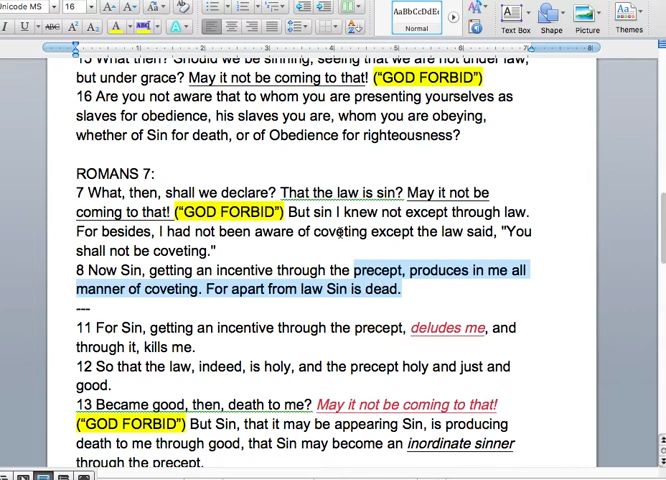 Unicode MS
16
AaBbCcDdEe
Normal
Text Box
Shape
Picture
Themes
15 What then? Should we be sinning, seeing that we are not under law,
but under grace? May it not be coming to that! (“GOD FORBID”)
16 Are you not aware that to whom you are presenting yourselves as
slaves for obedience, his slaves you are, whom you are obeying,
whether of Sin for death, or of Obedience for righteousness?
ROMANS 7:
7 What, then, shall we declare? That the law is sin? May it not be
coming to that! (“GOD FORBID”) But sin I knew not except through law.
For besides, I had not been aware of coveting except the law said, "You
shall not be coveting."
8 Now Sin, getting an incentive through the precept, produces in me all
manner of coveting. For apart from law Sin is dead.
---
11 For Sin, getting an incentive through the precept, deludes me, and
through it, kills me.
12 So that the law, indeed, is holy, and the precept holy and just and
good.
13 Became good, then, death to me? May it not be coming to that!
(“GOD FORBID”) But Sin, that it may be appearing Sin, is producing
death to me through good, that Sin may become an inordinate sinner
through the precept.